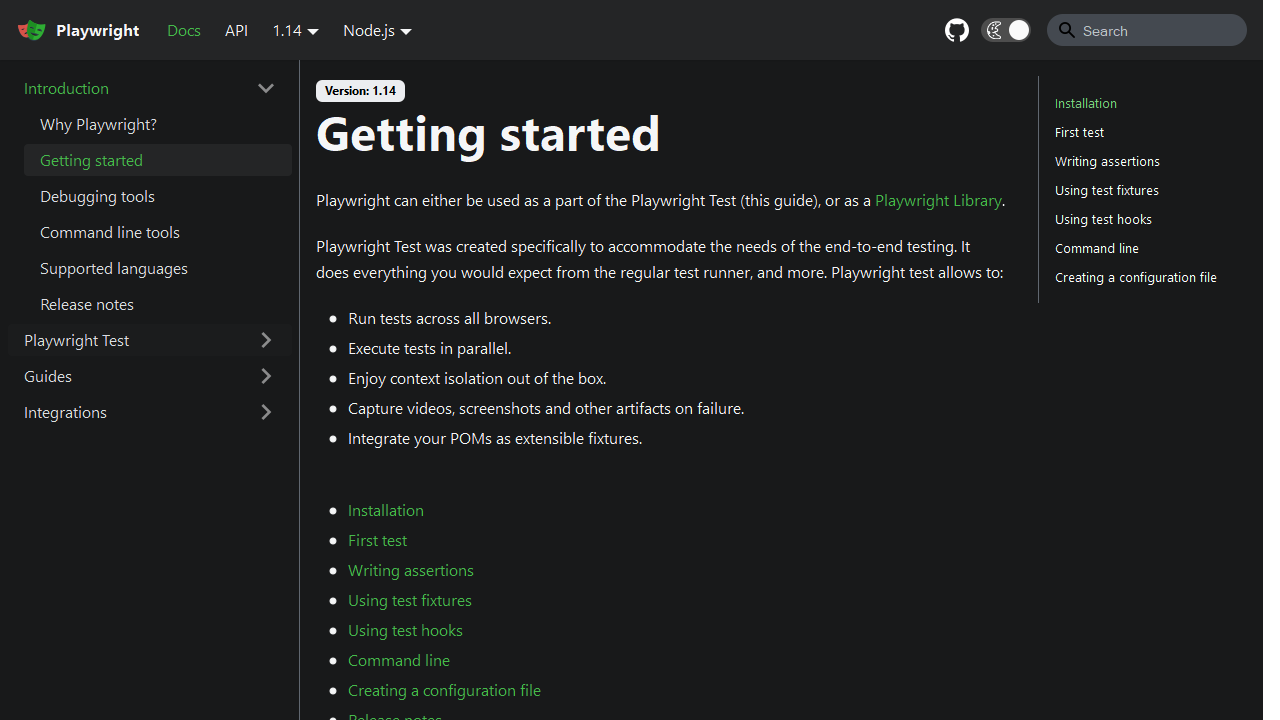 Playwright
Docs
API
1.14
Node.js
Search
Introduction
Why Playwright?
Getting started
Debugging tools
Command line tools
Supported languages
Release notes
Playwright Test
Guides
Integrations
Version: 1.14
Getting started
Playwright can either be used as a part of the Playwright Test (this guide), or as a Playwright Library.
Playwright Test was created specifically to accommodate the needs of the end-to-end testing. It
does everything you would expect from the regular test runner, and more. Playwright test allows to:
Run tests across all browsers.
Execute tests in parallel.
Enjoy context isolation out of the box.
Capture videos, screenshots and other artifacts on failure.
Integrate your POMs as extensible fixtures.
Installation
First test
Writing assertions
Using test fixtures
Using test hooks
Command line
Creating a configuration file
Release notes
Installation
First test
Writing assertions
Using test fixtures
Using test hooks
Command line
Creating a configuration file